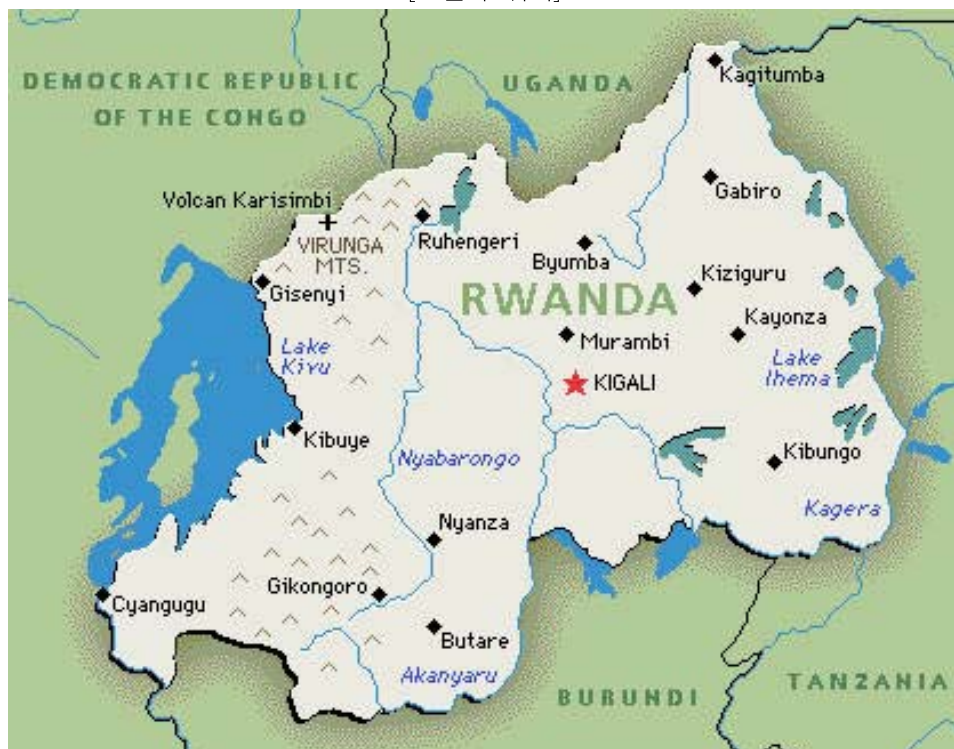 DEMOCRATIC REPUBLIC
OF THE CONGO
UGANDA
Kagitumba
Gabiro
Volcan Karisimbi
VIRUNGA
MTS.
Ruhengeri
Byumba
Kiziguru
Gisenyi
RWANDA
Kayonza
Murambi
Lake
Kivu
Lake
Ihema
KIGALI
Kibuye
Nyabarongo
Kibungo
Kagera
Nyanza
Gikongoro
Cyangugu
Butare
Akanyaru
BURUNDI
TANZANIA